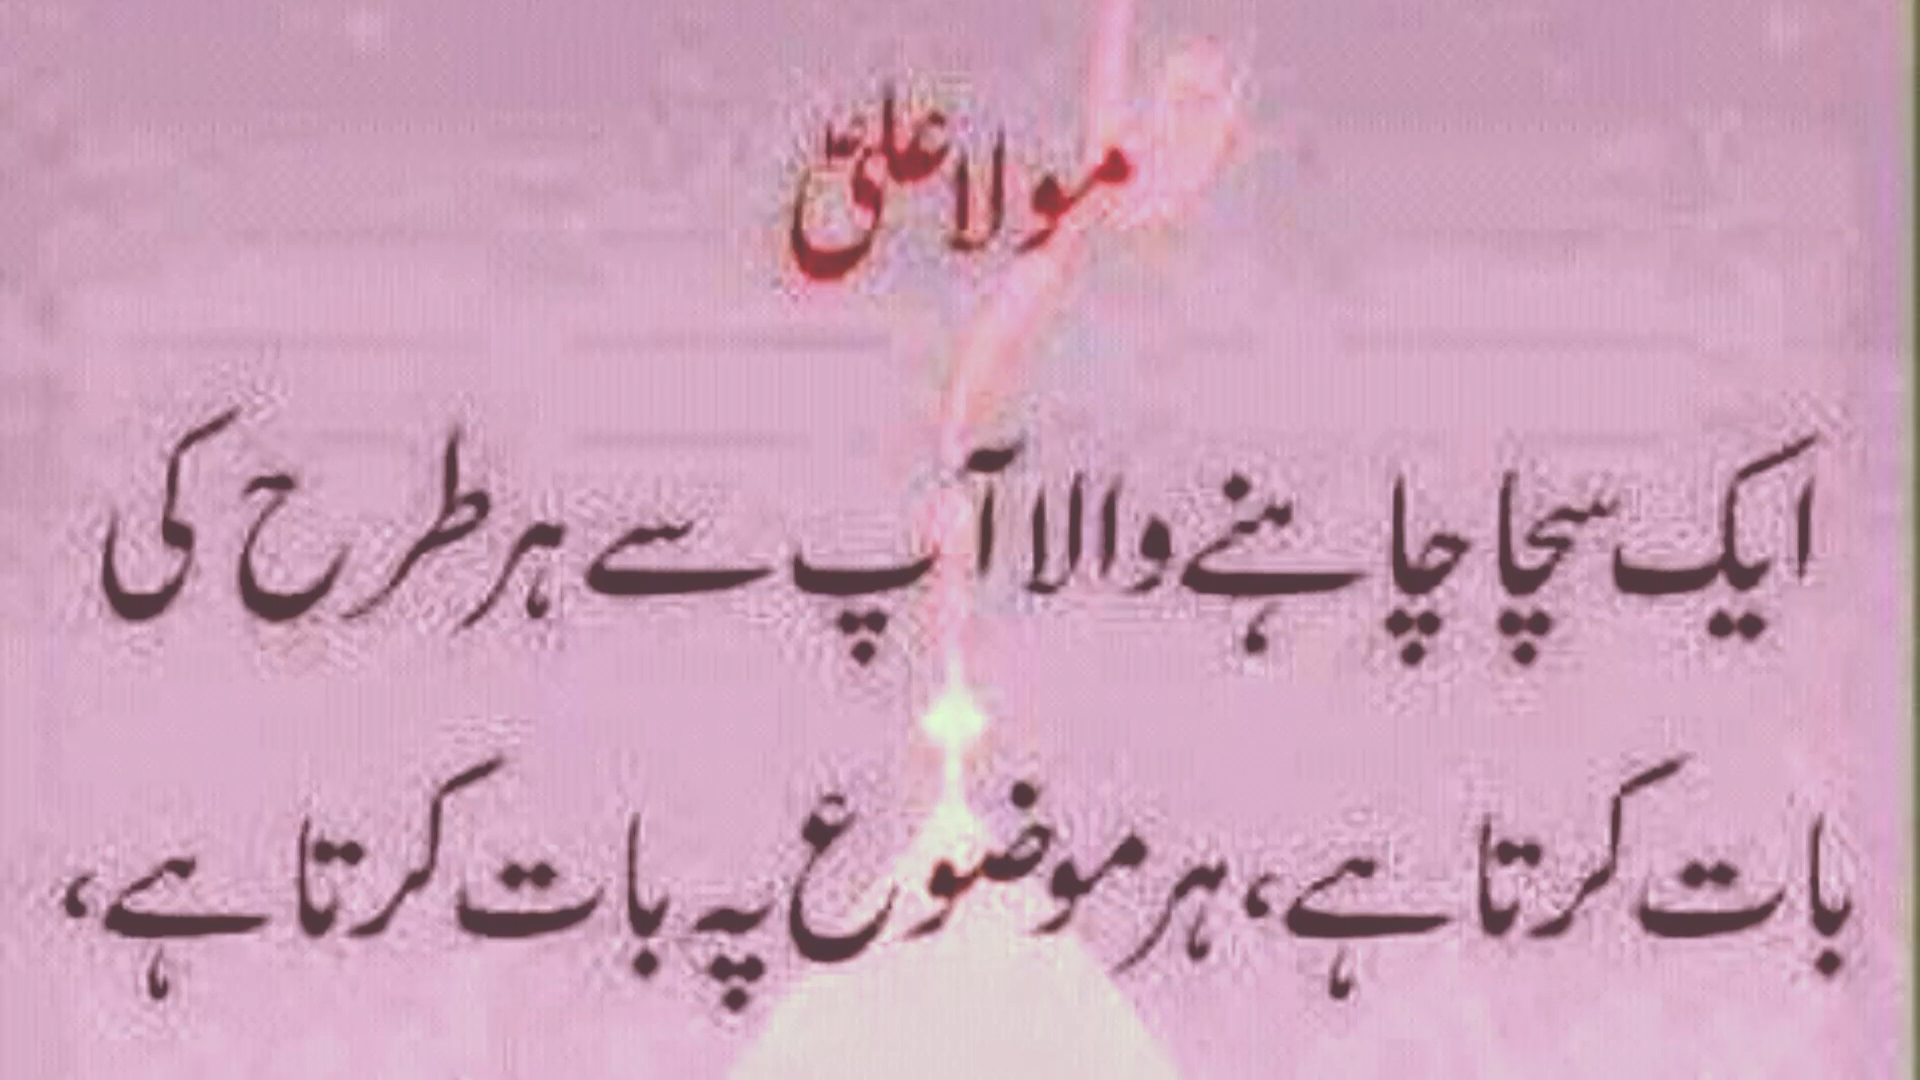 مولا علیؑ
ایک سچا چاہنے والا آپ سے ہر طرح کی
بات کرتا ہے، ہر موضوع پہ بات کرتا ہے،